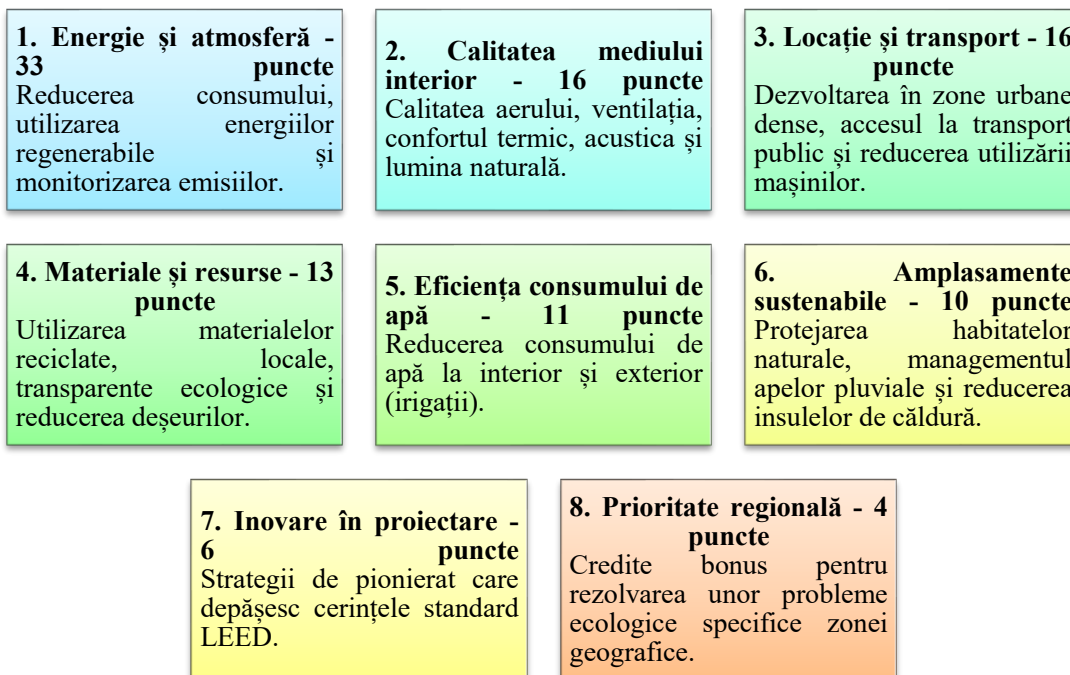 1. Energie și atmosferă -
33 puncte
Reducerea consumului,
utilizarea energiilor
regenerabile și
monitorizarea emisiilor.
2. Calitatea mediului
interior - 16 puncte
Calitatea aerului, ventilația,
confortul termic, acustica și
lumina naturală.
3. Locație și transport - 16
puncte
Dezvoltarea în zone urbane
dense, accesul la transport
public și reducerea utilizării
mașinilor.
4. Materiale și resurse - 13
puncte
Utilizarea materialelor
reciclate, locale,
transparente ecologice și
reducerea deșeurilor.
5. Eficiența consumului de
apă - 11 puncte
Reducerea consumului de
apă la interior și exterior
(irigații).
6. Amplasamente
sustenabile - 10 puncte
Protejarea habitatelor
naturale, managementul
apelor pluviale și reducerea
insulelor de căldură.
7. Inovare în proiectare -
6 puncte
Strategii de pionierat care
depășesc cerințele standard
LEED.
8. Prioritate regională - 4
puncte
Credite bonus pentru
rezolvarea unor probleme
ecologice specifice zonei
geografice.